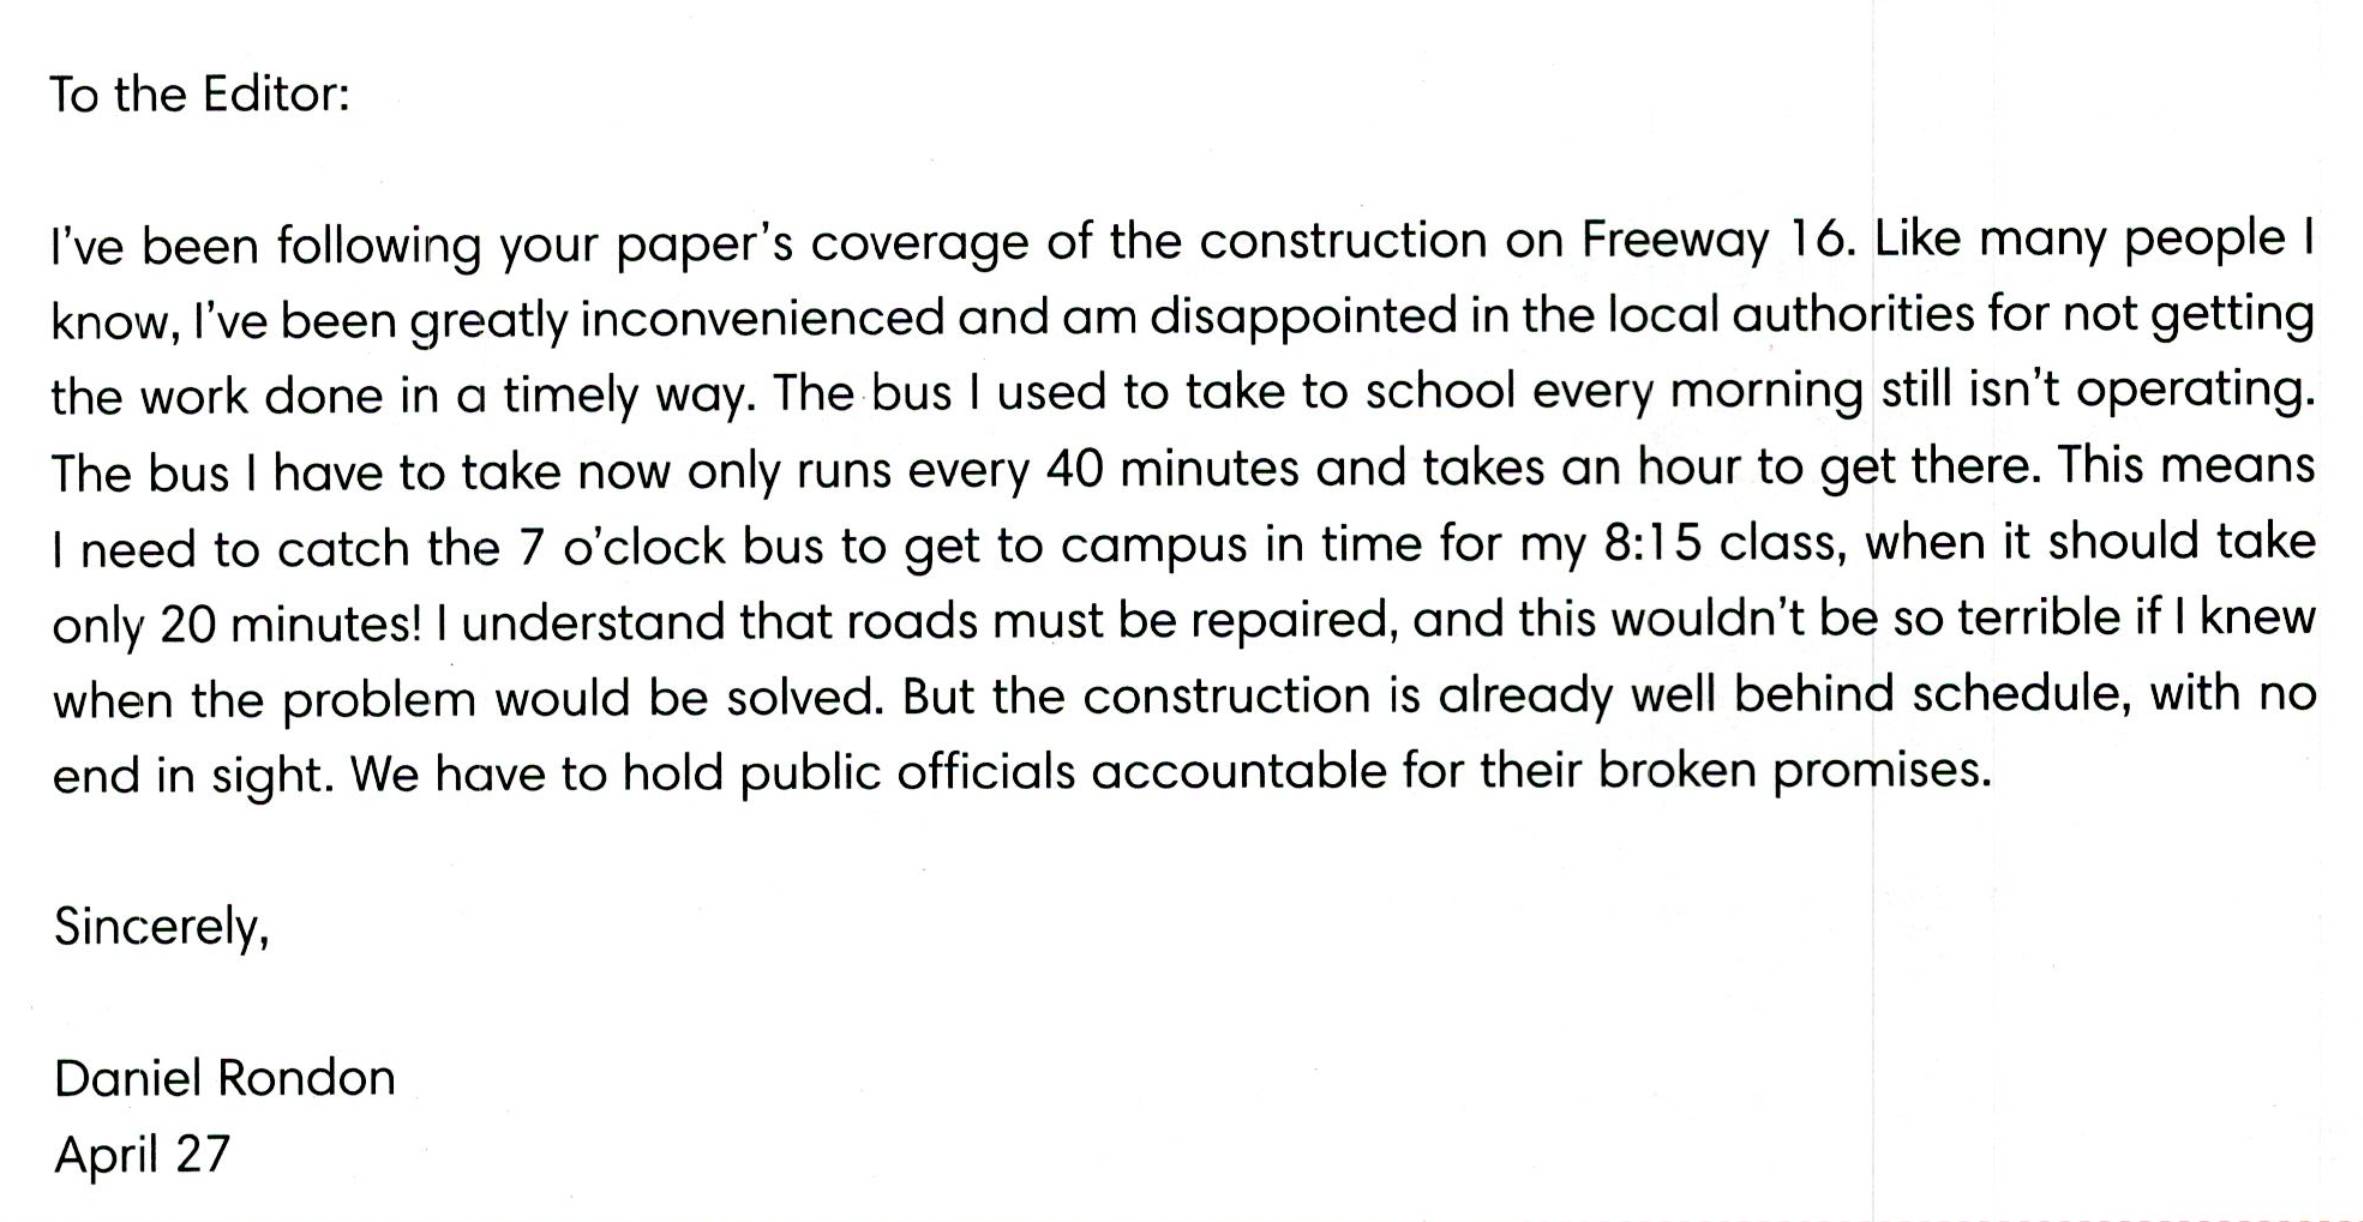 To the Editor:
I've been following your paper's coverage of the construction on Freeway 16. Like many people I
know, I've been greatly inconvenienced and am disappointed in the local authorities for not getting
the work done in a timely way. The bus I used to take to school every morning still isn't operating.
The bus I have to take now only runs every 40 minutes and takes an hour to get there. This means
I need to catch the 7 o'clock bus to get to campus in time for my 8:15 class, when it should take
only 20 minutes! I understand that roads must be repaired, and this wouldn't be so terrible if I knew
when the problem would be solved. But the construction is already well behind schedule, with no
end in sight. We have to hold public officials accountable for their broken promises.
Sincerely,
Daniel Rondon
April 27